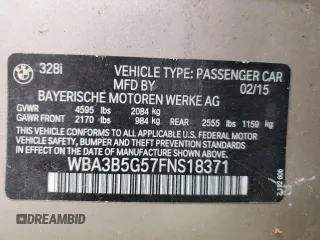 BMW
328i
VEHICLE TYPE: PASSENGER CAR
MFD BY 02/15
BAYERISCHE MOTOREN WERKE AG
GVWR 4595 lbs 2084 kg
GAWR FRONT 2170 lbs 984 kg REAR 2555 lbs 1159 kg
THIS VEHICLE CONFORMS TO ALL APPLICABLE U.S. FEDERAL MOTOR VEHICLE SAFETY, BUMPER, AND THEFT PREVENTION STANDARDS IN EFFECT ON THE DATE OF MANUFACTURE SHOWN ABOVE.
WBA3B5G57FNS18371
DREAMBID